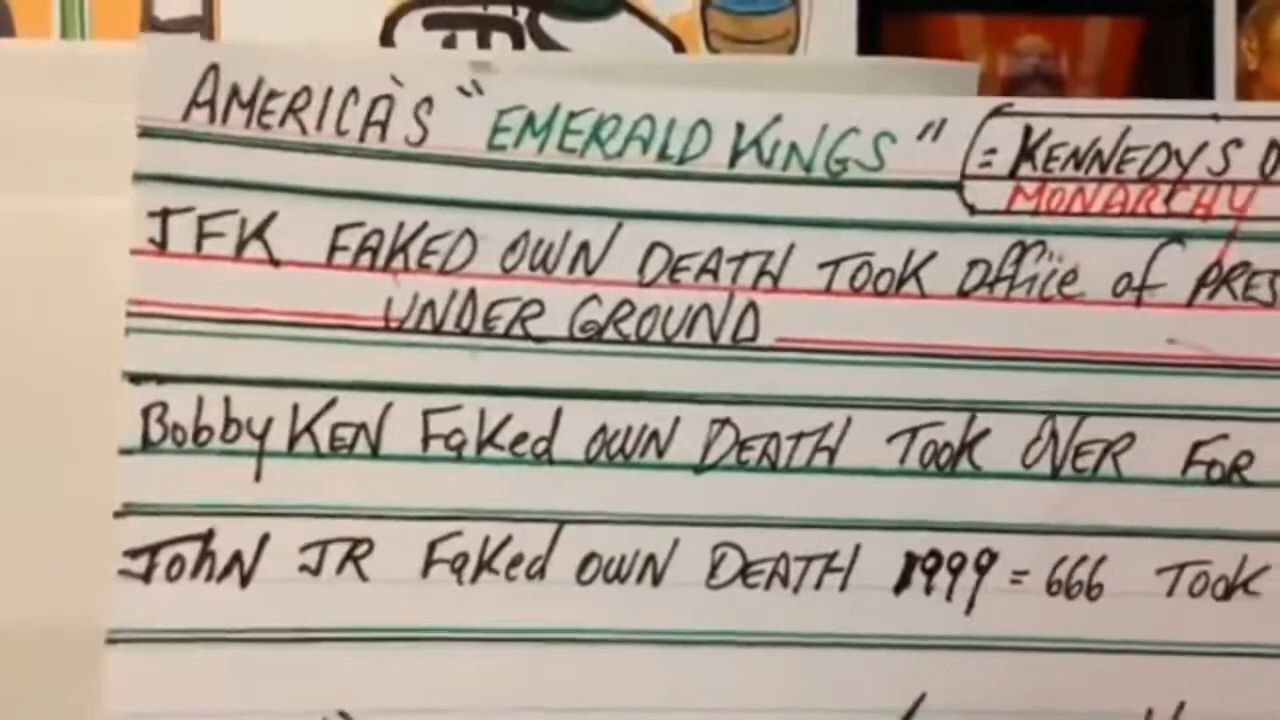 AMERICA'S "EMERALD KINGS" = KENNEDYS
MONARCHY
JFK FAKED OWN DEATH TOOK Office of PRES
UNDER GROUND
Bobby KEN Faked OWN DEATH TOOK OVER FOR
JOhN JR Faked OWN DEATH 1999 = 666 TOOK